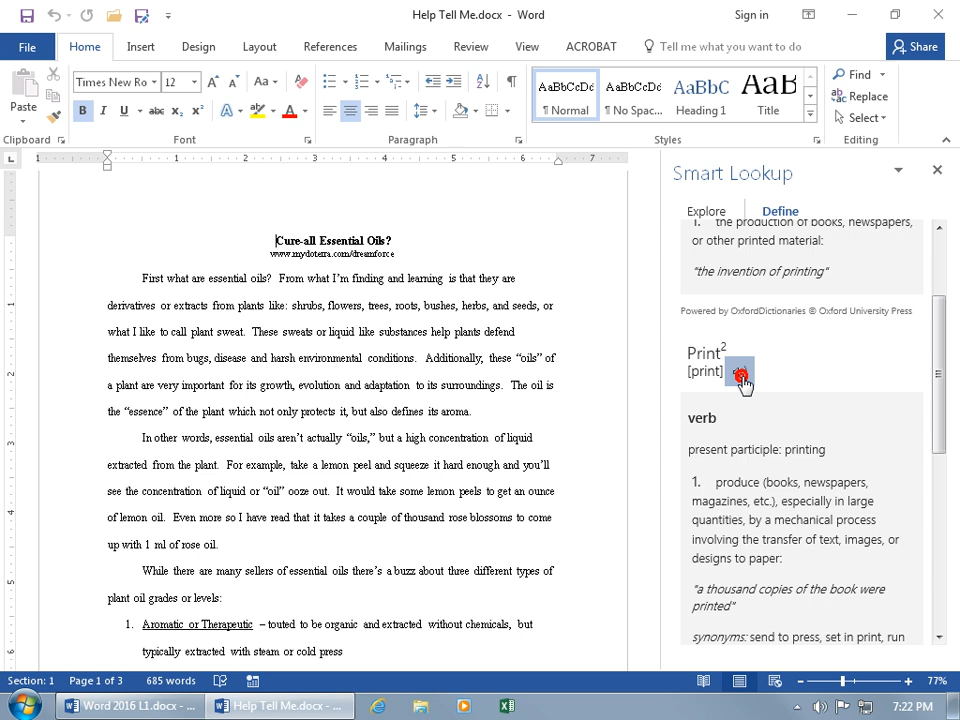 Help Tell Me.docx - Word
Sign in
File
Home
Insert
Design
Layout
References
Mailings
Review
View
ACROBAT
Tell me what you want to do
Share
Paste
Times New Ro
12
Aa
B I U abc x₂ x²
Clipboard
Font
Paragraph
AaBbCcDd
¶ Normal
AaBbCcDd
¶ No Spac...
AaBbC
Heading 1
AaB
Title
Styles
Find
Replace
Select
Editing
1 1 2 3 4 5 6 7
Cure-all Essential Oils?
www.mydoterra.com/dreamforce
First what are essential oils? From what I'm finding and learning is that they are
derivatives or extracts from plants like: shrubs, flowers, trees, roots, bushes, herbs, and seeds, or
what I like to call plant sweat. These sweats or liquid like substances help plants defend
themselves from bugs, disease and harsh environmental conditions. Additionally, these "oils" of
a plant are very important for its growth, evolution and adaptation to its surroundings. The oil is
the "essence" of the plant which not only protects it, but also defines its aroma.
In other words, essential oils aren't actually "oils," but a high concentration of liquid
extracted from the plant. For example, take a lemon peel and squeeze it hard enough and you'll
see the concentration of liquid or "oil" ooze out. It would take some lemon peels to get an ounce
of lemon oil. Even more so I have read that it takes a couple of thousand rose blossoms to come
up with 1 ml of rose oil.
While there are many sellers of essential oils there's a buzz about three different types of
plant oil grades or levels:
1. Aromatic or Therapeutic – touted to be organic and extracted without chemicals, but
typically extracted with steam or cold press
Smart Lookup
Explore
Define
1. the production of books, newspapers,
or other printed material:
"the invention of printing"
Powered by OxfordDictionaries © Oxford University Press
Print²
[print]
verb
present participle: printing
1. produce (books, newspapers,
magazines, etc.), especially in large
quantities, by a mechanical process
involving the transfer of text, images, or
designs to paper:
"a thousand copies of the book were
printed"
synonyms: send to press, set in print, run
Section: 1
Page 1 of 3
685 words
77%
Word 2016 L1.docx - ...
Help Tell Me.docx - ...
7:22 PM